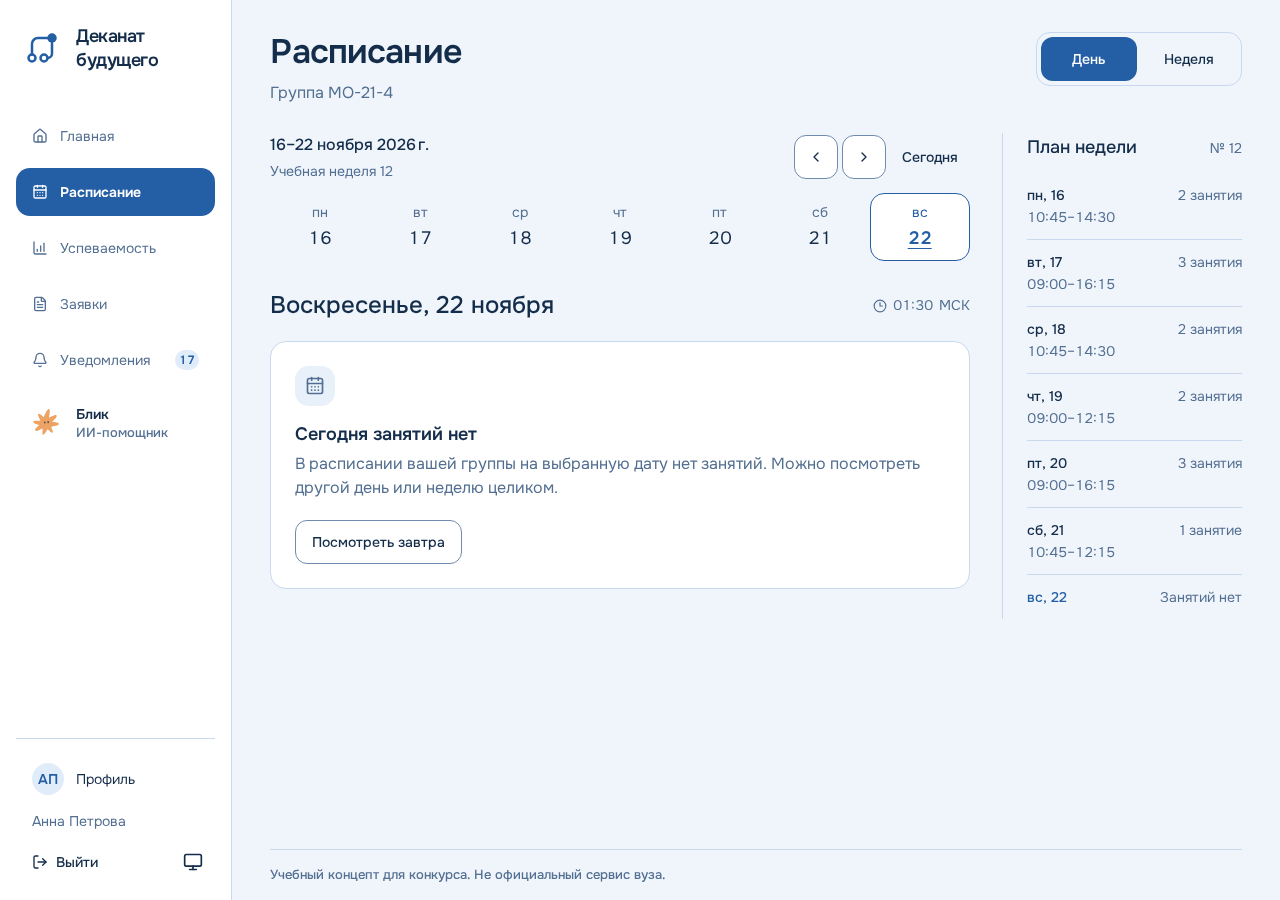 Деканат
будущего
Главная
Расписание
Успеваемость
Заявки
Уведомления 17
Блик
ИИ-помощник
АП Профиль
Анна Петрова
Выйти
Расписание
Группа МО-21-4
День Неделя
16–22 ноября 2026 г.
Учебная неделя 12
Сегодня
пн вт ср чт пт сб вс
16 17 18 19 20 21 22
Воскресенье, 22 ноября
01:30 МСК
Сегодня занятий нет
В расписании вашей группы на выбранную дату нет занятий. Можно посмотреть
другой день или неделю целиком.
Посмотреть завтра
План недели № 12
пн, 16 2 занятия
10:45–14:30
вт, 17 3 занятия
09:00–16:15
ср, 18 2 занятия
10:45–14:30
чт, 19 2 занятия
09:00–12:15
пт, 20 3 занятия
09:00–16:15
сб, 21 1 занятие
10:45–12:15
вс, 22 Занятий нет
Учебный концепт для конкурса. Не официальный сервис вуза.